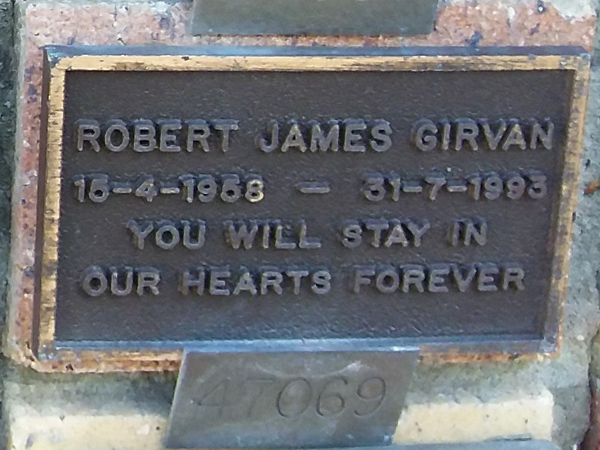 ROBERT JAMES GIRVAN
15-4-1958 — 31-7-1993
YOU WILL STAY IN
OUR HEARTS FOREVER
47069